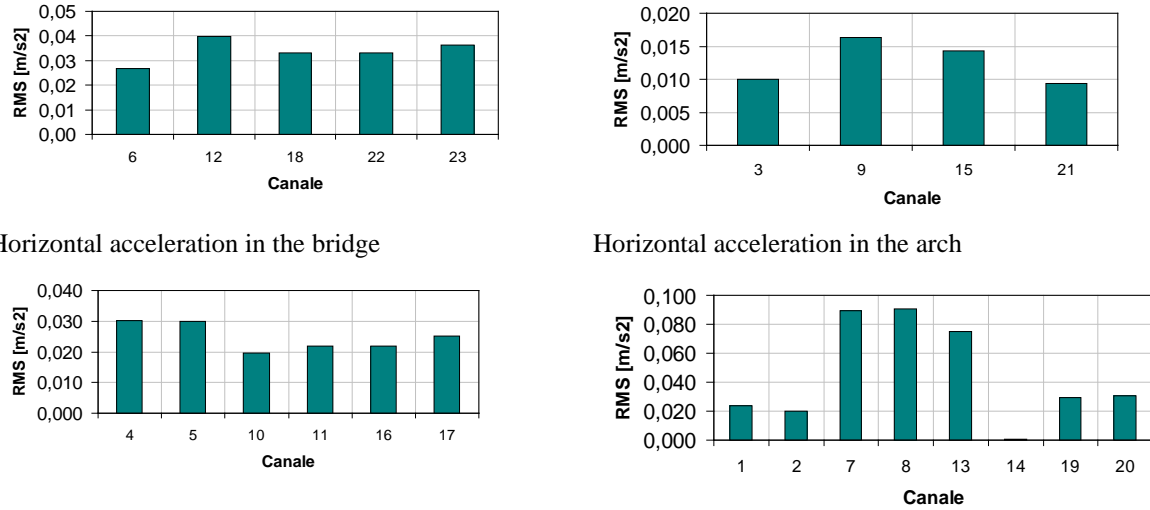 0,05
0,04
0,03
0,02
0,01
0,00
RMS [m/s2]
6 12 18 22 23
Canale
0,020
0,015
0,010
0,005
0,000
RMS [m/s2]
3 9 15 21
Canale
Horizontal acceleration in the bridge
Horizontal acceleration in the arch
0,040
0,030
0,020
0,010
0,000
RMS [m/s2]
4 5 10 11 16 17
Canale
0,100
0,080
0,060
0,040
0,020
0,000
RMS [m/s2]
1 2 7 8 13 14 19 20
Canale